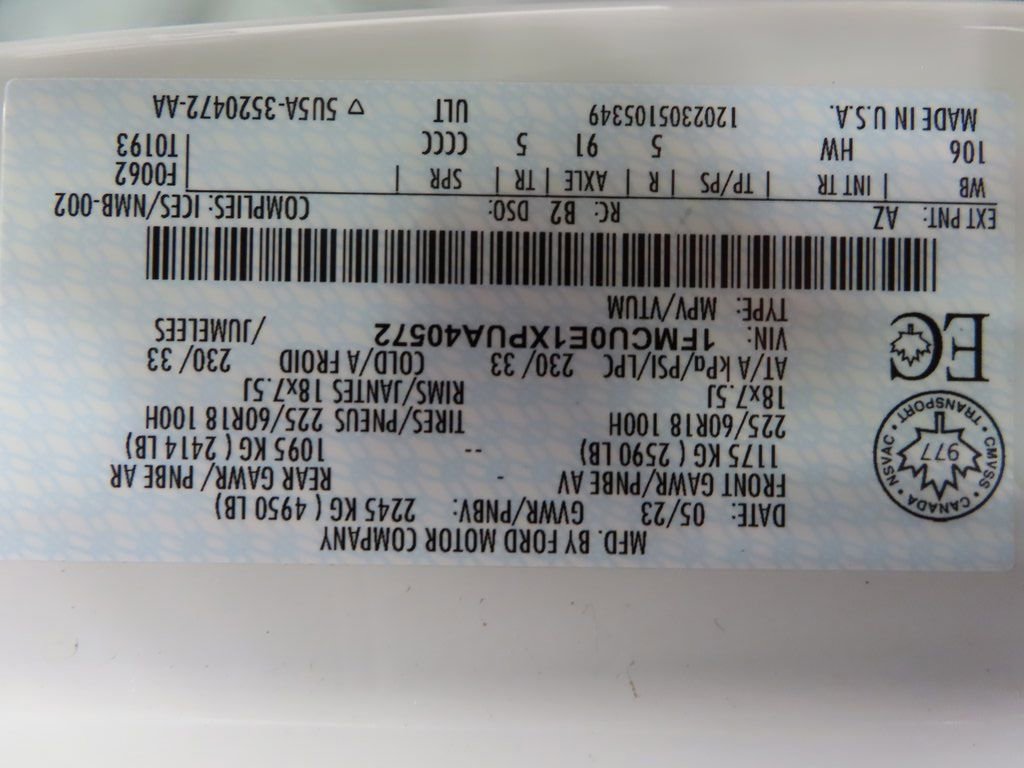 MFD. BY FORD MOTOR COMPANY
DATE: 05/23 GVWR/PNBV: 2245 KG ( 4950 LB)
FRONT GAWR/PNBE AV - REAR GAWR/ PNBE AR
1175 KG ( 2590 LB) -- 1095 KG ( 2414 LB)
225/60R18 100H TIRES/PNEUS 225/60R18 100H
18x7.5J RIMS/JANTES 18x7.5J
AT/A kPa/PSI/LPC 230/ 33 COLD/A FROID 230/ 33
VIN: 1FMCU0E1XPUA40572 /JUMELEES
TYPE: MPV/VTUM
CANADA • CMVSS • TRANSPORT • NSVAC •
977
EC
EXT PNT: AZ RC: B2 DSO: COMPLIES: ICES/NMB-002
WB | INT TR | TP/PS | R | AXLE | TR | SPR | F0062
106 HW 5 91 5 CCCC T0193
MADE IN U.S.A. 1202305105349 ULT ▽ 5U5A-3520472-AA